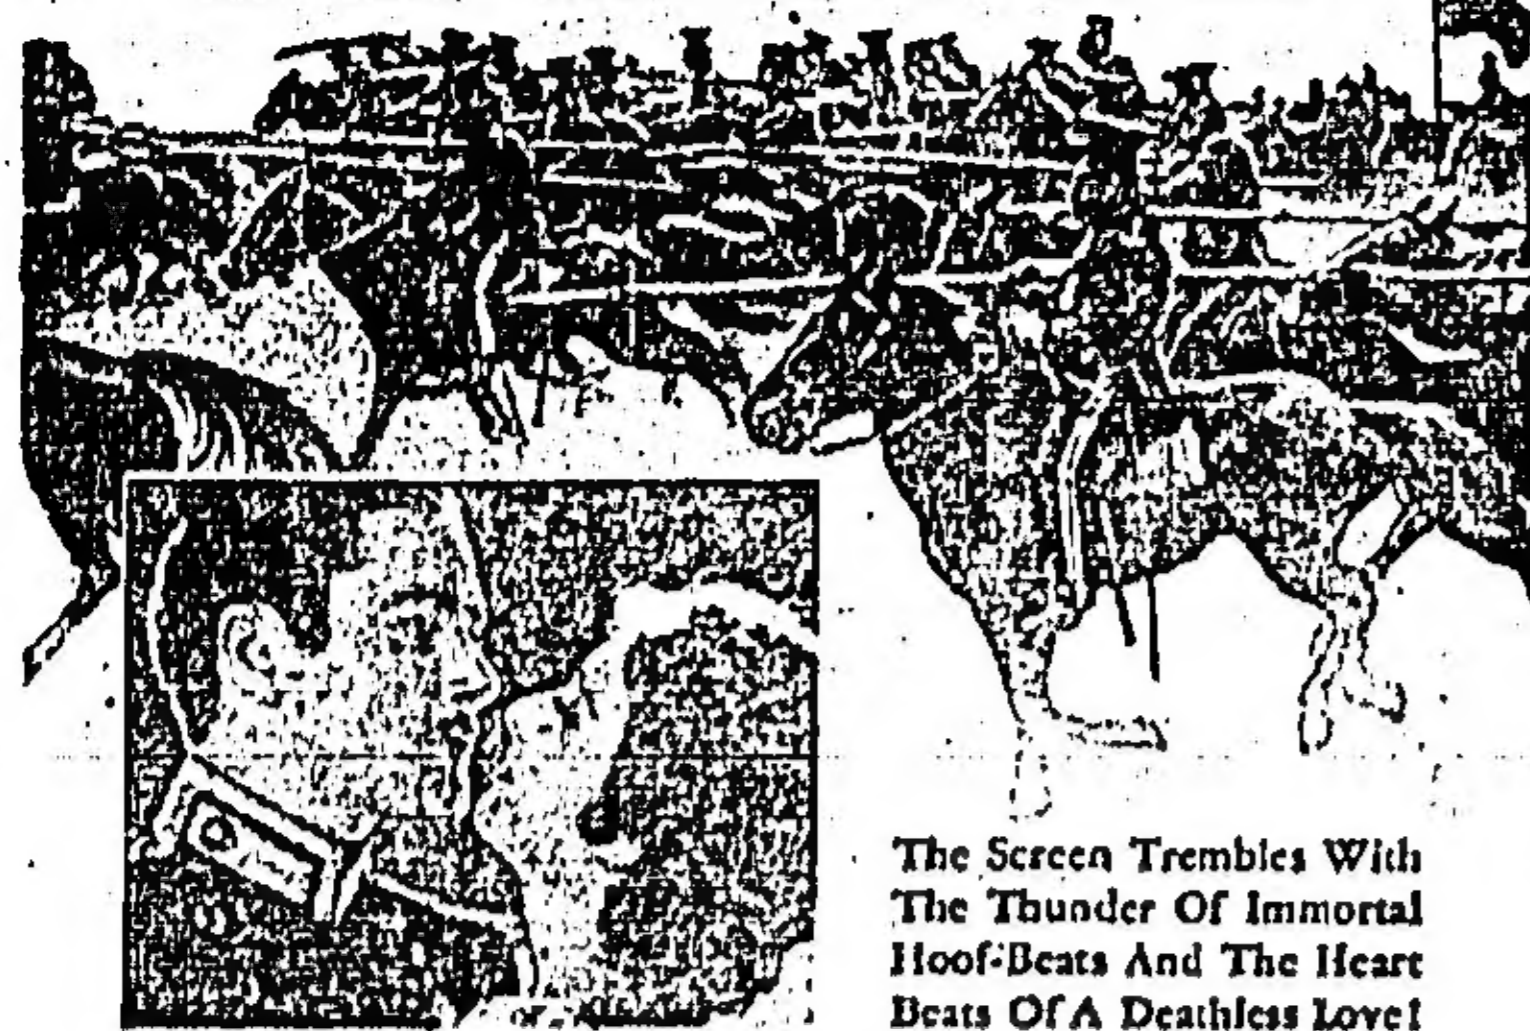 The Screen Trembles With
The Thunder Of Immortal
Hoof-Beats And The Heart
Beats Of A Deathless Love!